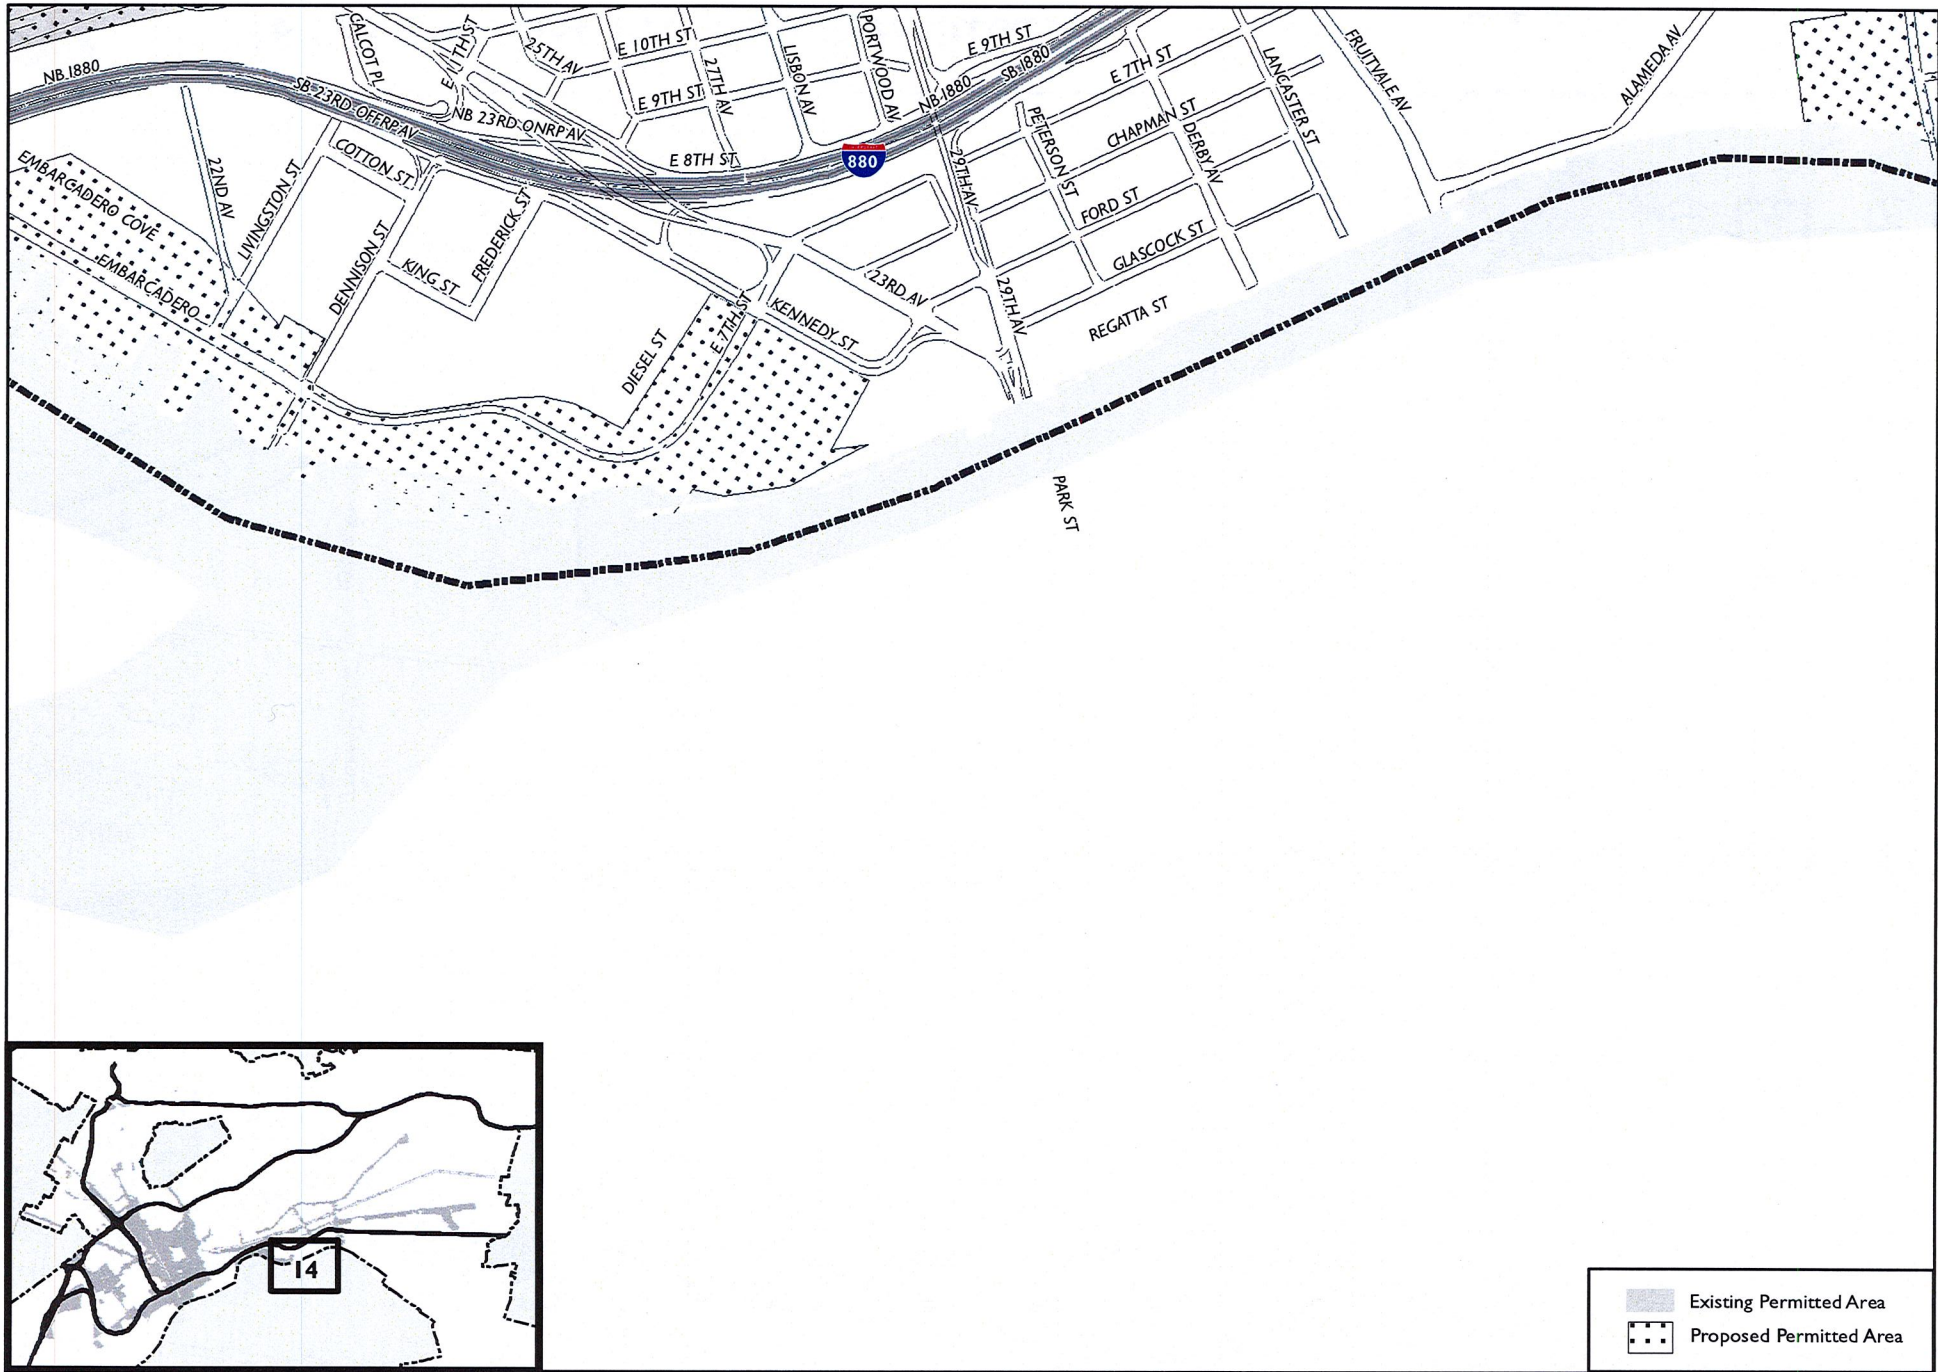 CALCOT PL
E 11TH ST
25TH AV
E 10TH ST
27TH AV
LISBON AV
PORTWOOD AV
E 9TH ST
SB I880
E 7TH ST
LANCASTER ST
FRUITVALE AV
ALAMEDA AV
NB I880
SB 23RD OFFRP AV
NB 23RD ONRP AV
E 9TH ST
NB I880
E 8TH ST
880
29TH AV
PETERSON ST
CHAPMAN ST
DERBY AV
EMBARCADERO COVE
22ND AV
LIVINGSTON ST
COTTON ST
DENNISON ST
KING ST
FREDERICK ST
FORD ST
GLASCOCK ST
EMBARCADERO
23RD AV
29TH AV
REGATTA ST
DIESEL ST
E 7TH ST
KENNEDY ST
PARK ST
14
Existing Permitted Area
Proposed Permitted Area